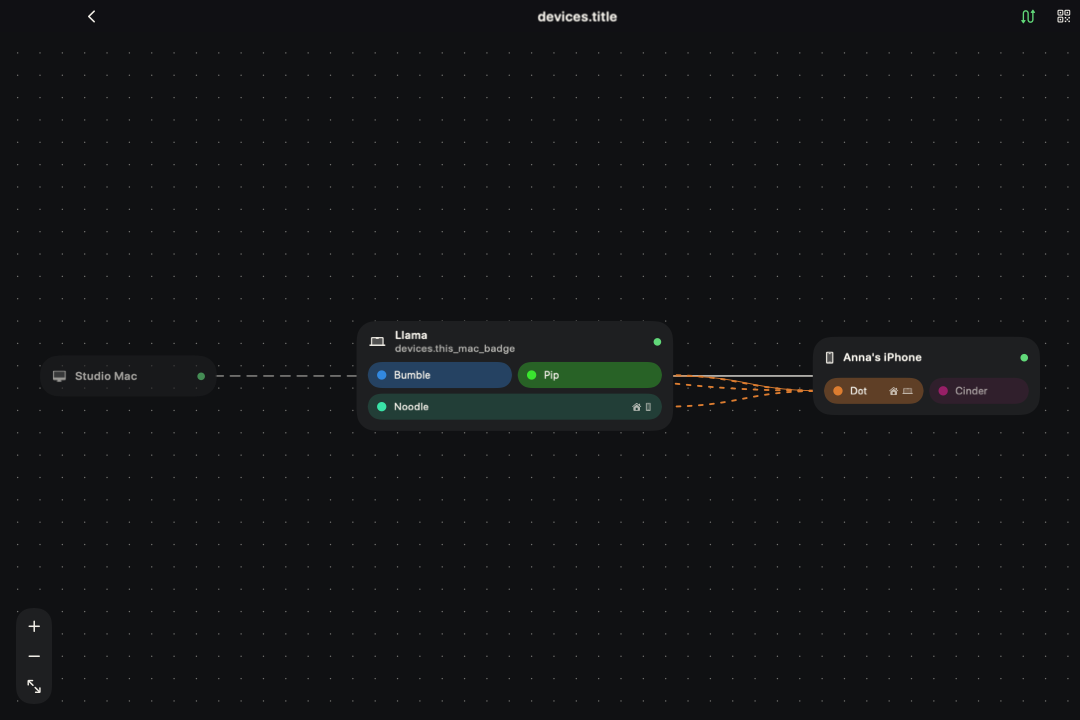 devices.title
Studio Mac
Llama
devices.this_mac_badge
Bumble
Pip
Noodle
Anna's iPhone
Dot
Cinder